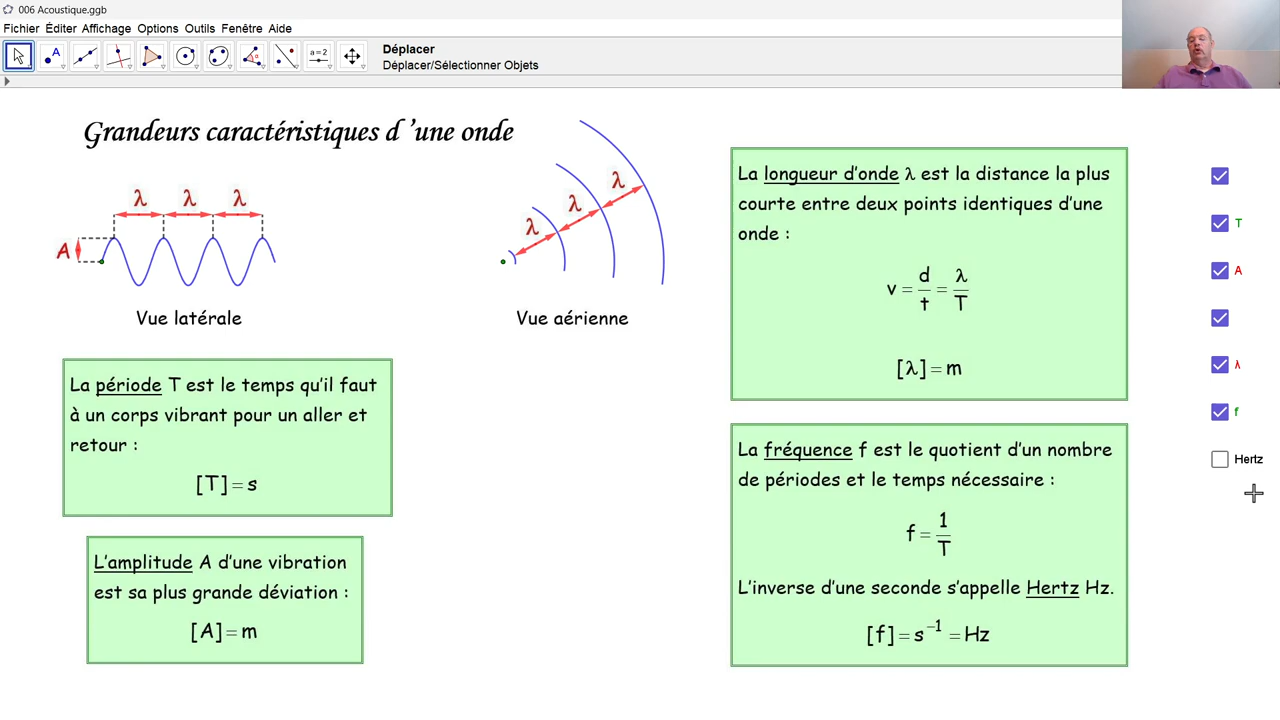 006 Acoustique.ggb
Fichier Éditer Affichage Options Outils Fenêtre Aide
A
a=2
Déplacer
Déplacer/Sélectionner Objets
Grandeurs caractéristiques d'une onde
λ λ λ
A
Vue latérale
λ
λ
λ
Vue aérienne
La période T est le temps qu'il faut
à un corps vibrant pour un aller et
retour :
[T] = s
L'amplitude A d'une vibration
est sa plus grande déviation :
[A] = m
La longueur d'onde λ est la distance la plus
courte entre deux points identiques d'une
onde :
v = d/t = λ/T
[λ] = m
La fréquence f est le quotient d'un nombre
de périodes et le temps nécessaire :
f = 1/T
L'inverse d'une seconde s'appelle Hertz Hz.
[f] = s⁻¹ = Hz
T
A
λ
f
Hertz